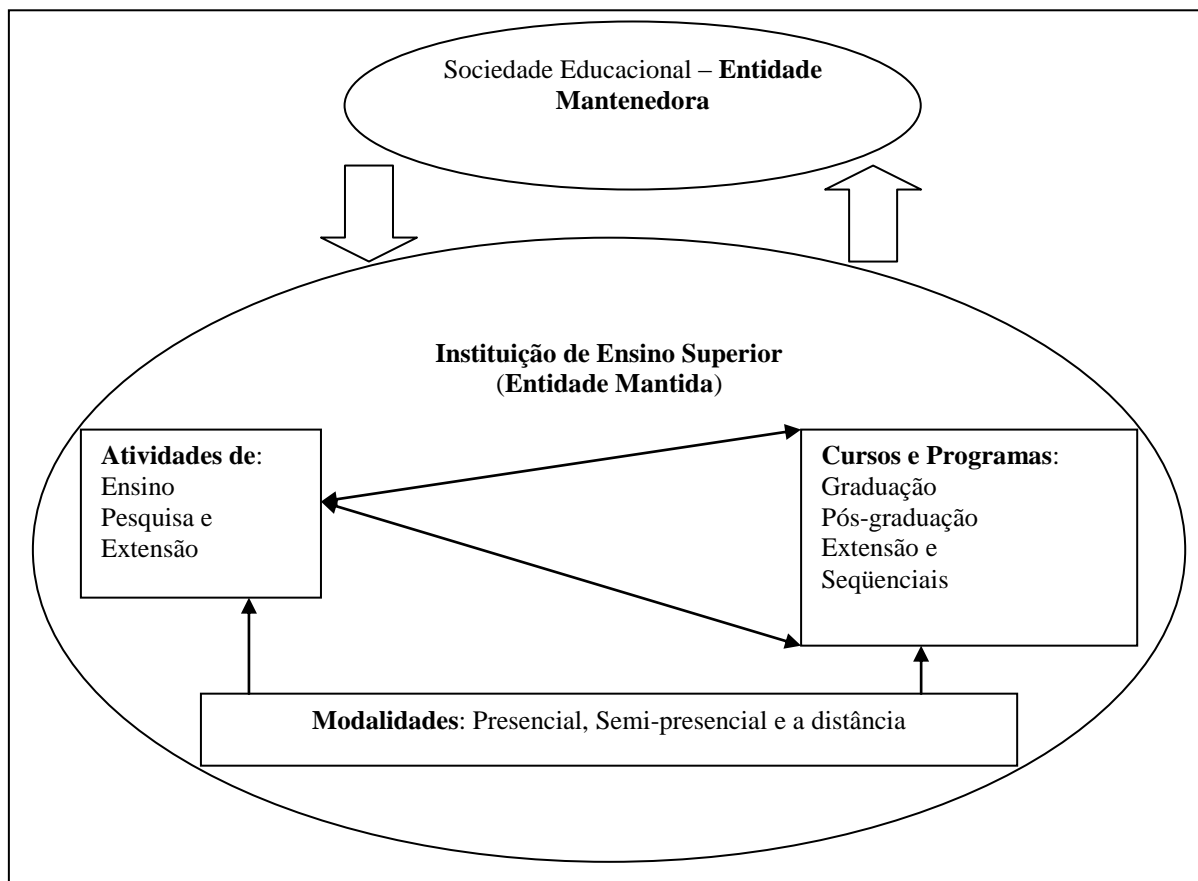 Sociedade Educacional – Entidade
Mantenedora
Instituição de Ensino Superior
(Entidade Mantida)
Atividades de:
Ensino
Pesquisa e
Extensão
Cursos e Programas:
Graduação
Pós-graduação
Extensão e
Seqüenciais
Modalidades: Presencial, Semi-presencial e a distância